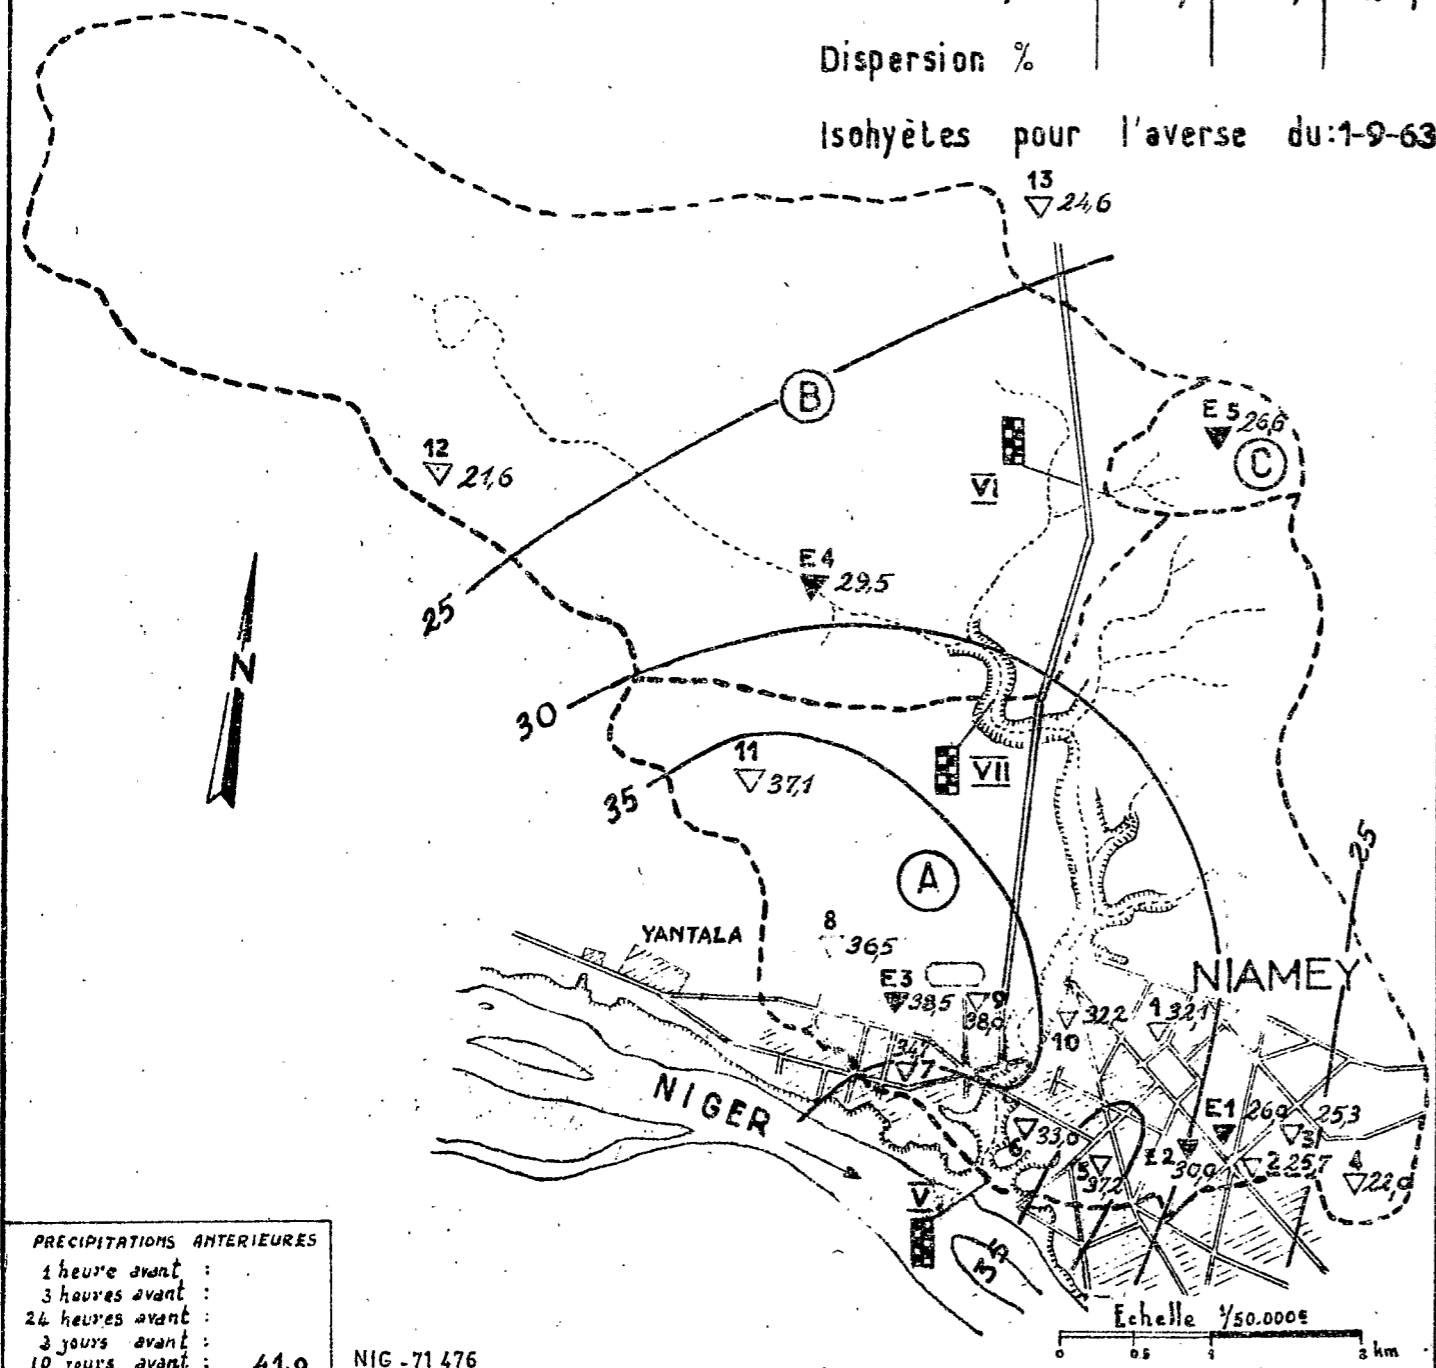 Dispersion %
Isohyètes pour l'averse du:1-9-63
13
24,6
B
E5 26,6
C
12
21,6
VI
E4
29,5
25
N
30
11
37,1
VII
35
A
25
8
36,5
YANTALA
NIAMEY
E3
38,5
9
38,0
32,2
10
1 32,1
7
NIGER
E1 26,0
25,3
3
6
33,0
5
37,2
E2
30,0
2 25,7
4
22,0
V
35
PRECIPITATIONS ANTERIEURES
1 heure avant :
3 heures avant :
24 heures avant :
3 jours avant :
10 jours avant : 41,0
NIG-71 476
Echelle 1/50.000e
0 0.5 1 2 km